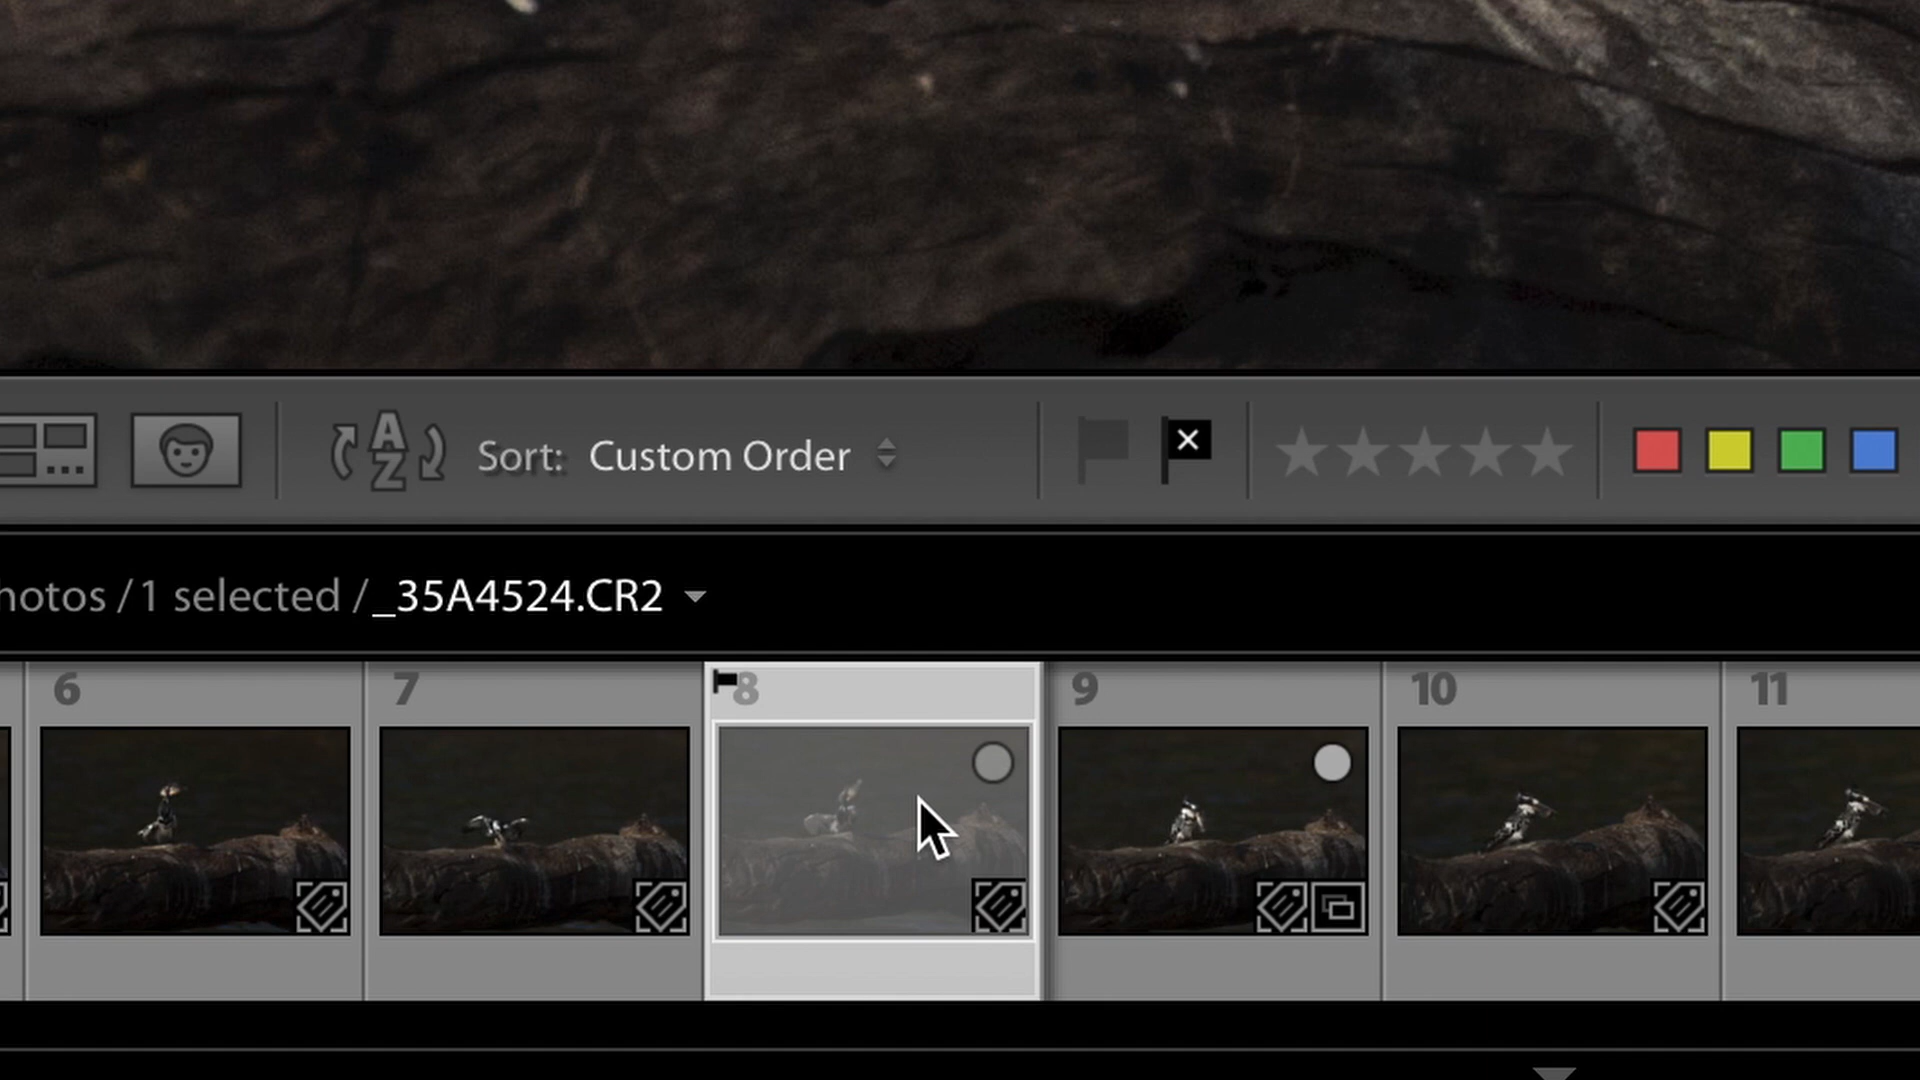 A
Z
Sort: Custom Order
hotos / 1 selected / _35A4524.CR2
6 7 8 9 10 11